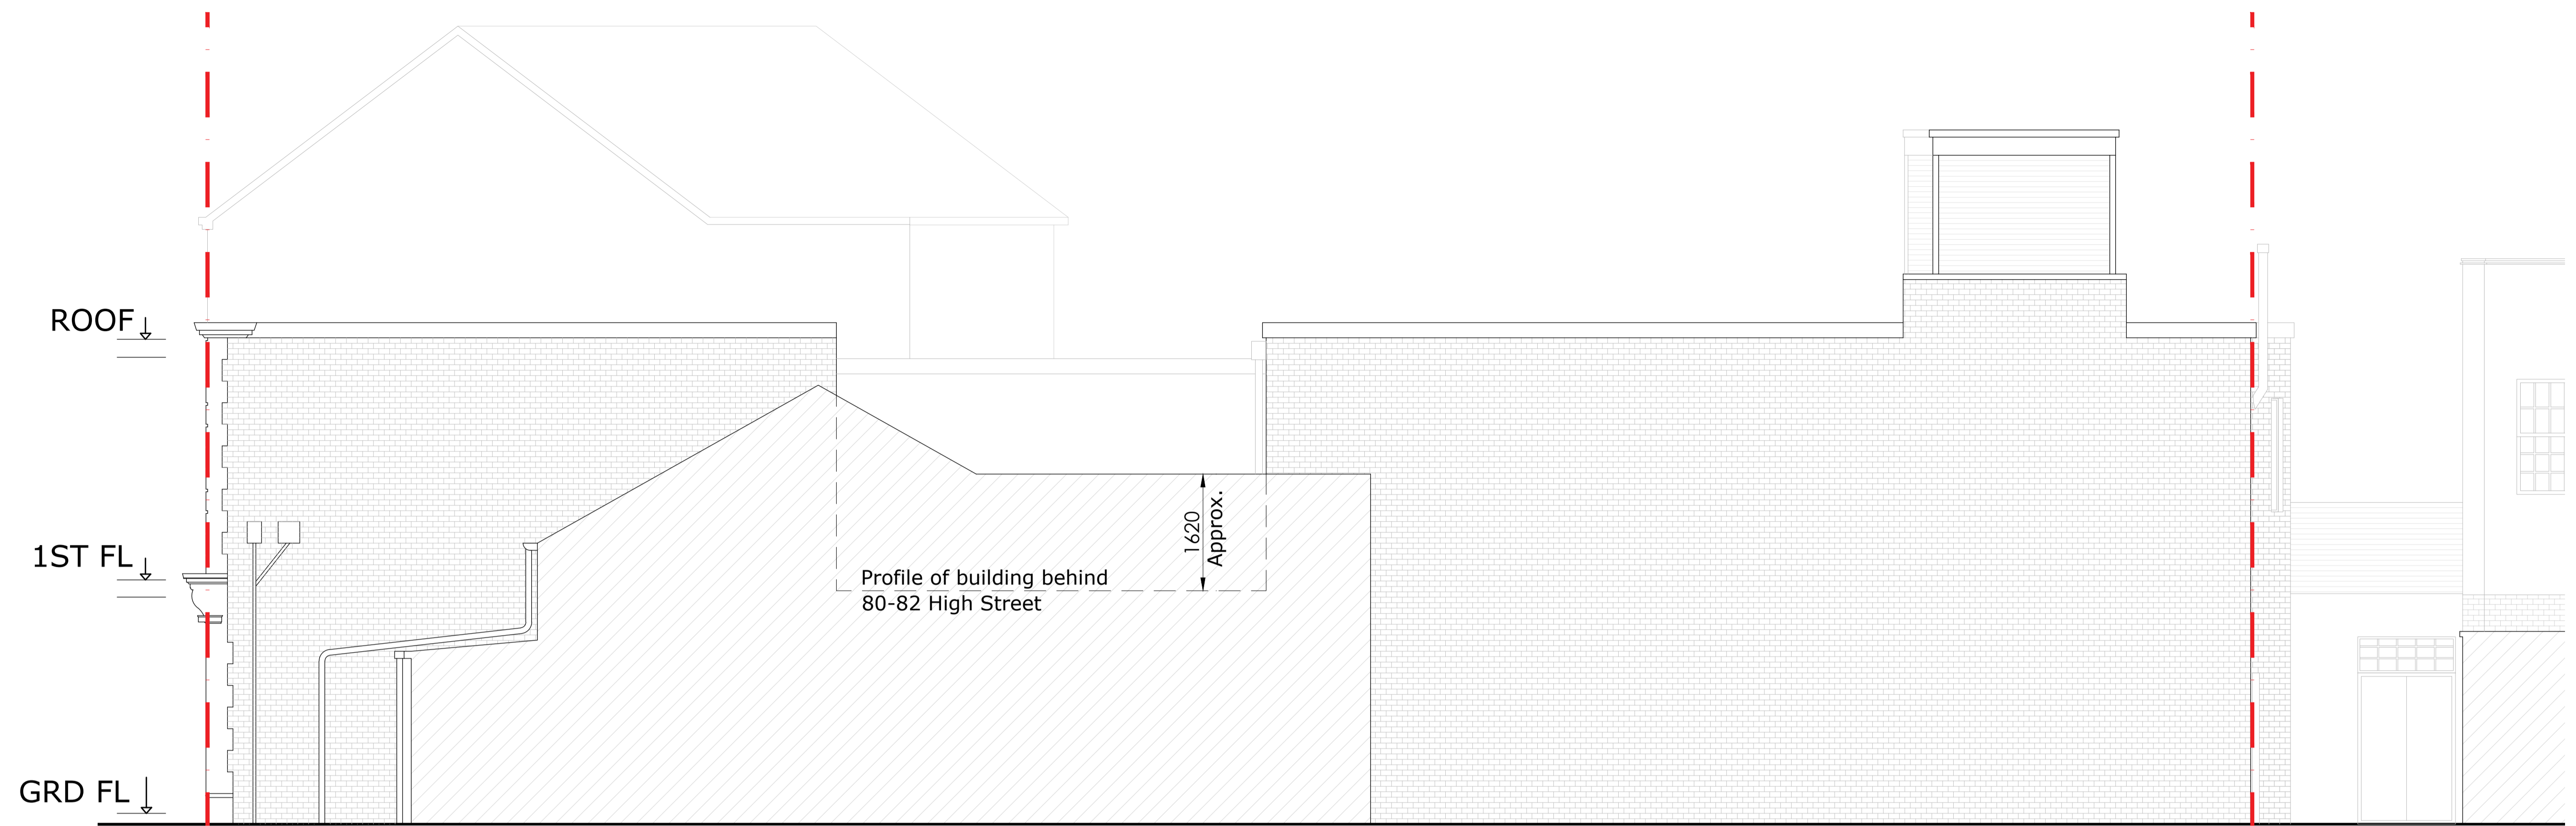 ROOF
1ST FL
GRD FL
1620
Approx.
Profile of building behind
80-82 High Street